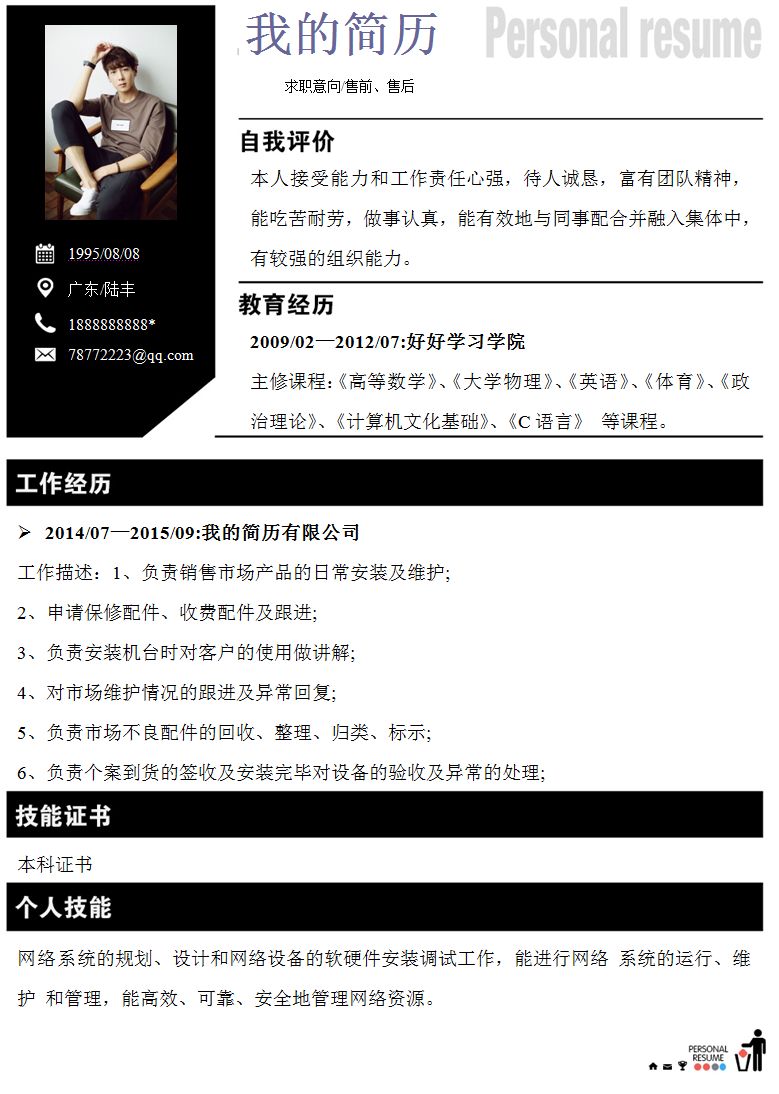 我的简历
Personal resume
求职意向/售前、售后
1995/08/08
广东/陆丰
1888888888*
78772223@qq.com
自我评价
本人接受能力和工作责任心强，待人诚恳，富有团队精神，
能吃苦耐劳，做事认真，能有效地与同事配合并融入集体中，
有较强的组织能力。
教育经历
2009/02—2012/07:好好学习学院
主修课程：《高等数学》、《大学物理》、《英语》、《体育》、《政
治理论》、《计算机文化基础》、《C 语言》 等课程。
工作经历
2014/07—2015/09:我的简历有限公司
工作描述：1、负责销售市场产品的日常安装及维护;
2、申请保修配件、收费配件及跟进;
3、负责安装机台时对客户的使用做讲解;
4、对市场维护情况的跟进及异常回复;
5、负责市场不良配件的回收、整理、归类、标示;
6、负责个案到货的签收及安装完毕对设备的验收及异常的处理;
技能证书
本科证书
个人技能
网络系统的规划、设计和网络设备的软硬件安装调试工作，能进行网络 系统的运行、维
护 和管理，能高效、可靠、安全地管理网络资源。
PERSONAL
RESUME